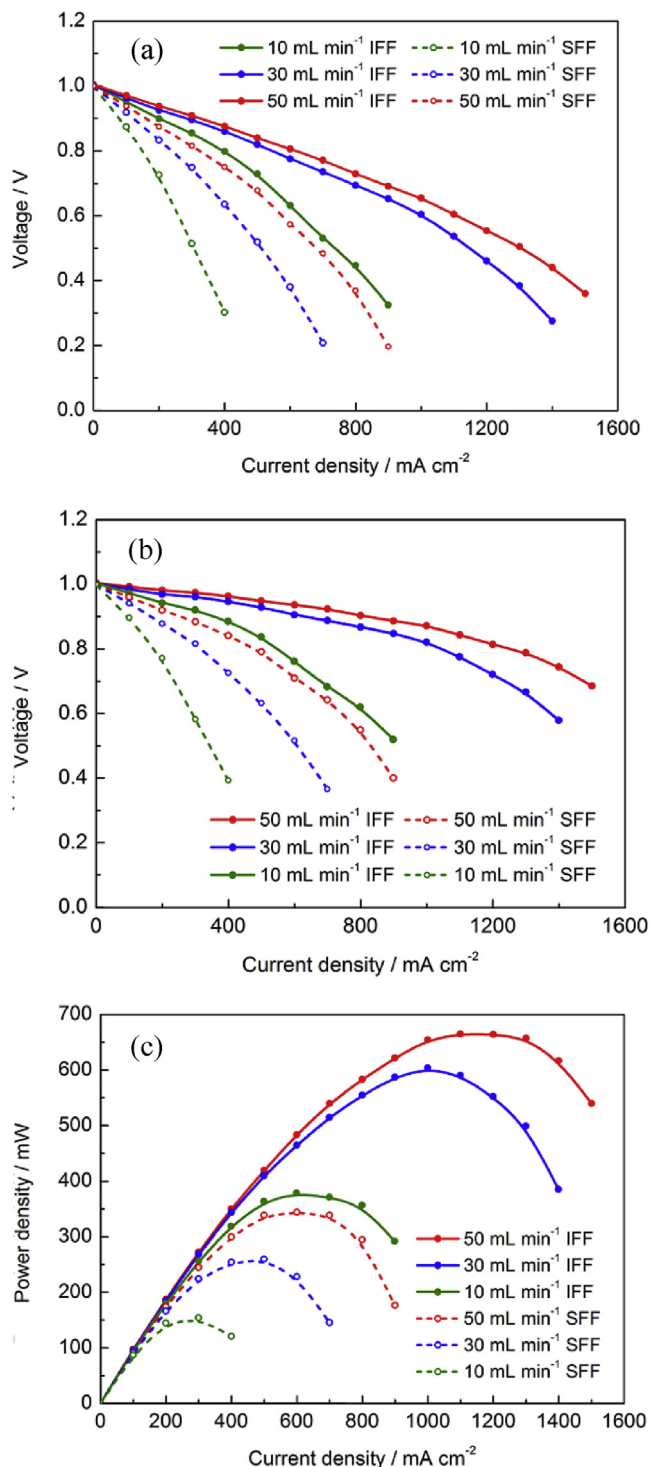 (a)
10 mL min⁻¹ IFF 10 mL min⁻¹ SFF
30 mL min⁻¹ IFF 30 mL min⁻¹ SFF
50 mL min⁻¹ IFF 50 mL min⁻¹ SFF
1.2
1.0
0.8
0.6
0.4
0.2
0.0
Voltage / V
0 400 800 1200 1600
Current density / mA cm⁻²
(b)
1.2
1.0
0.8
0.6
0.4
0.2
0.0
Voltage / V
50 mL min⁻¹ IFF 50 mL min⁻¹ SFF
30 mL min⁻¹ IFF 30 mL min⁻¹ SFF
10 mL min⁻¹ IFF 10 mL min⁻¹ SFF
0 400 800 1200 1600
Current density / mA cm⁻²
(c)
700
600
500
400
300
200
100
0
Power density / mW
50 mL min⁻¹ IFF
30 mL min⁻¹ IFF
10 mL min⁻¹ IFF
50 mL min⁻¹ SFF
30 mL min⁻¹ SFF
10 mL min⁻¹ SFF
0 200 400 600 800 1000 1200 1400 1600
Current density / mA cm⁻²